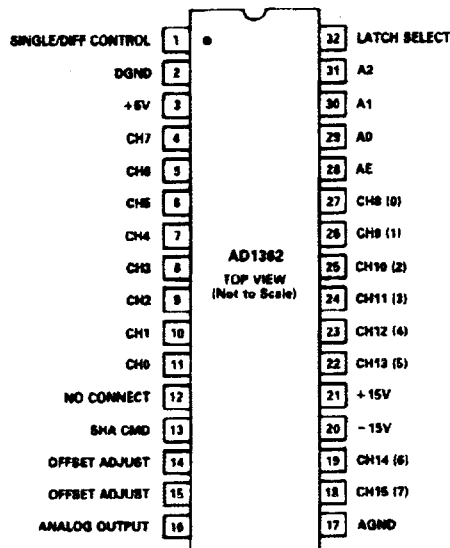 SINGLE/DIFF CONTROL 1 32 LATCH SELECT
DGND 2 31 A2
+5V 3 30 A1
CH7 4 29 A0
CH6 5 28 AE
CH5 6 27 CH8 (0)
CH4 7 26 CH9 (1)
CH3 8 25 CH10 (2)
CH2 9 24 CH11 (3)
CH1 10 23 CH12 (4)
CH0 11 22 CH13 (5)
NO CONNECT 12 21 +15V
SHA CMD 13 20 -15V
OFFSET ADJUST 14 19 CH14 (6)
OFFSET ADJUST 15 18 CH15 (7)
ANALOG OUTPUT 16 17 AGND
AD1362
TOP VIEW
(Not to Scale)